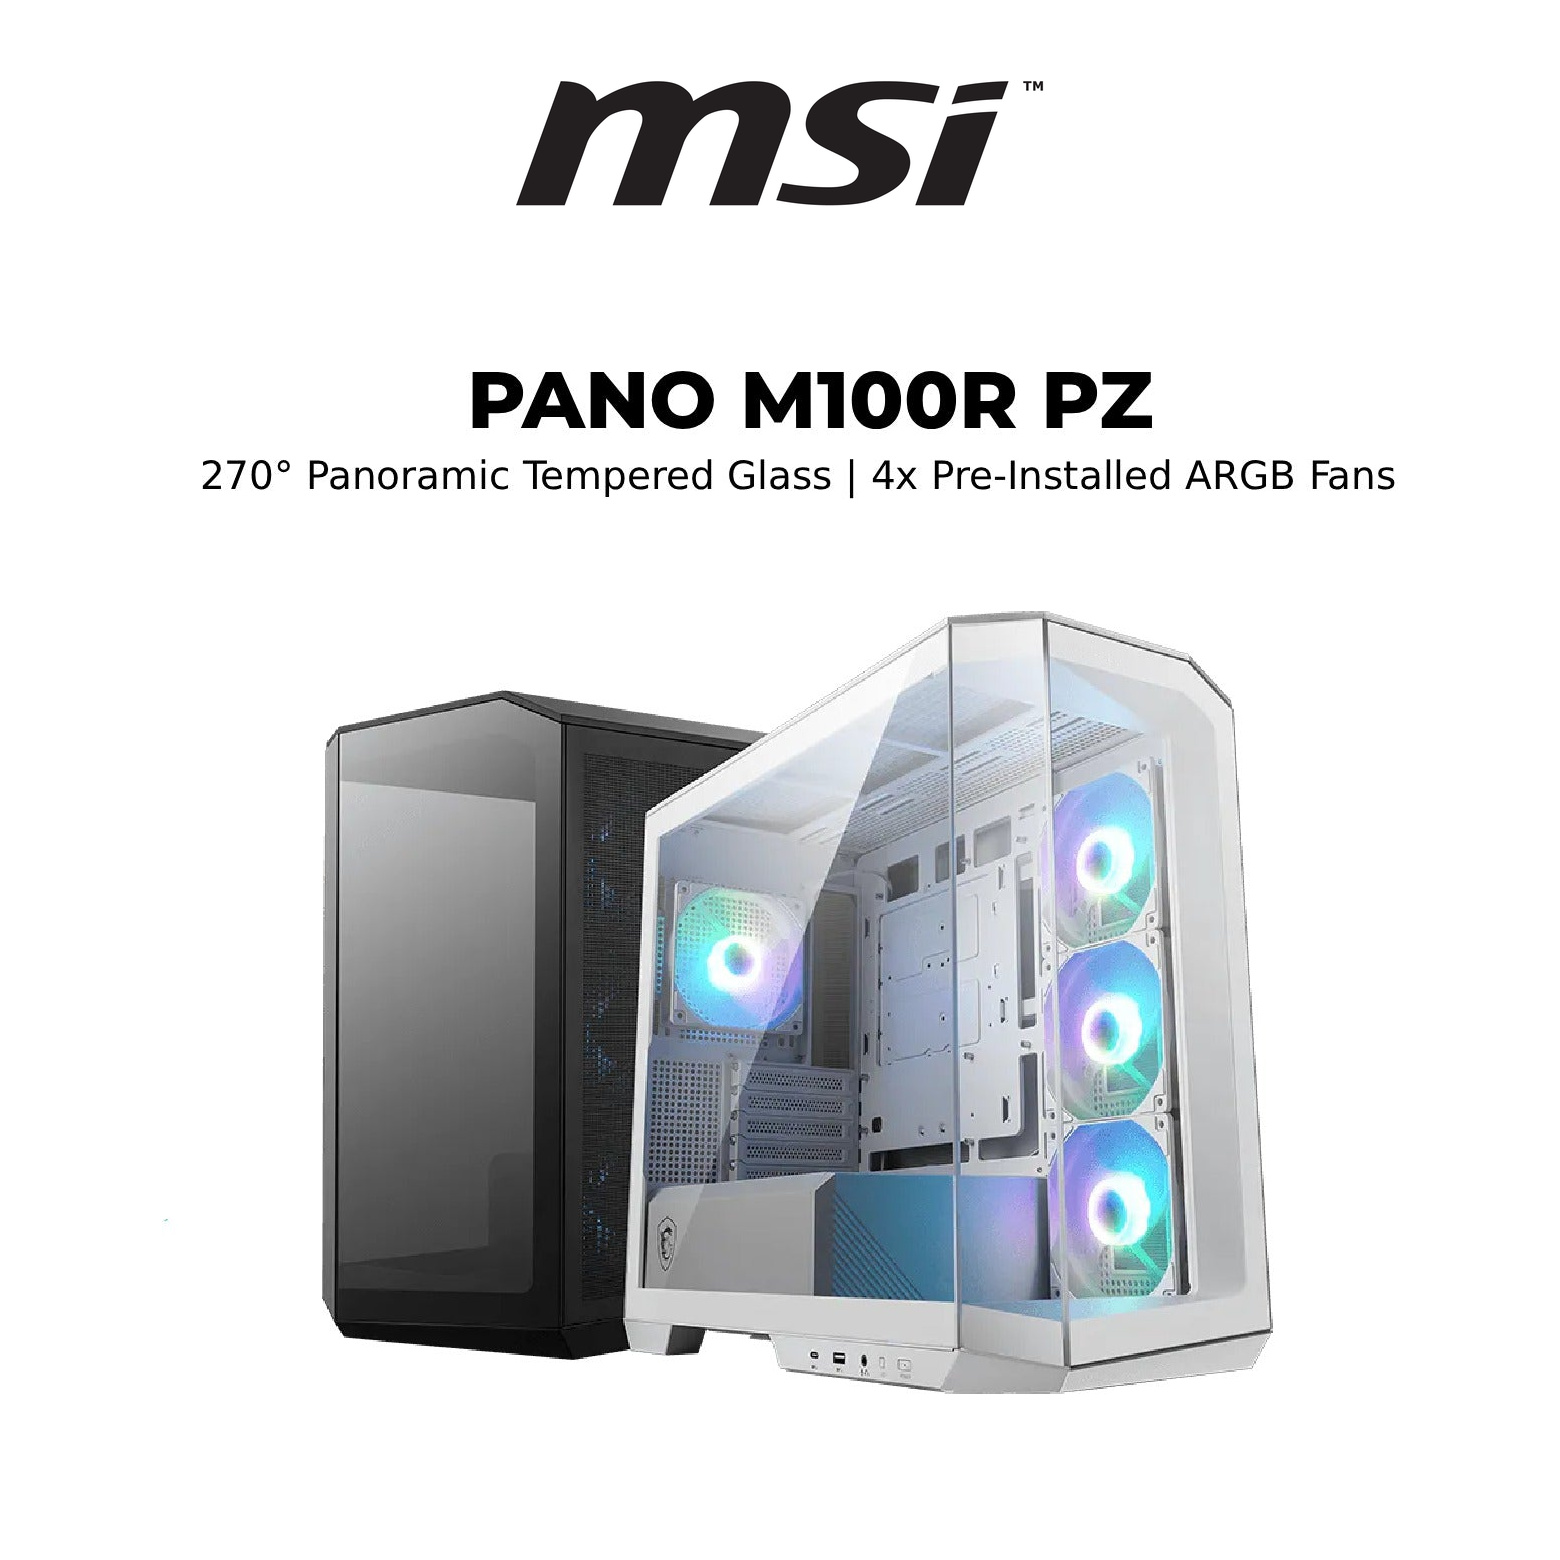 msi™
PANO M100R PZ
270° Panoramic Tempered Glass | 4x Pre-Installed ARGB Fans